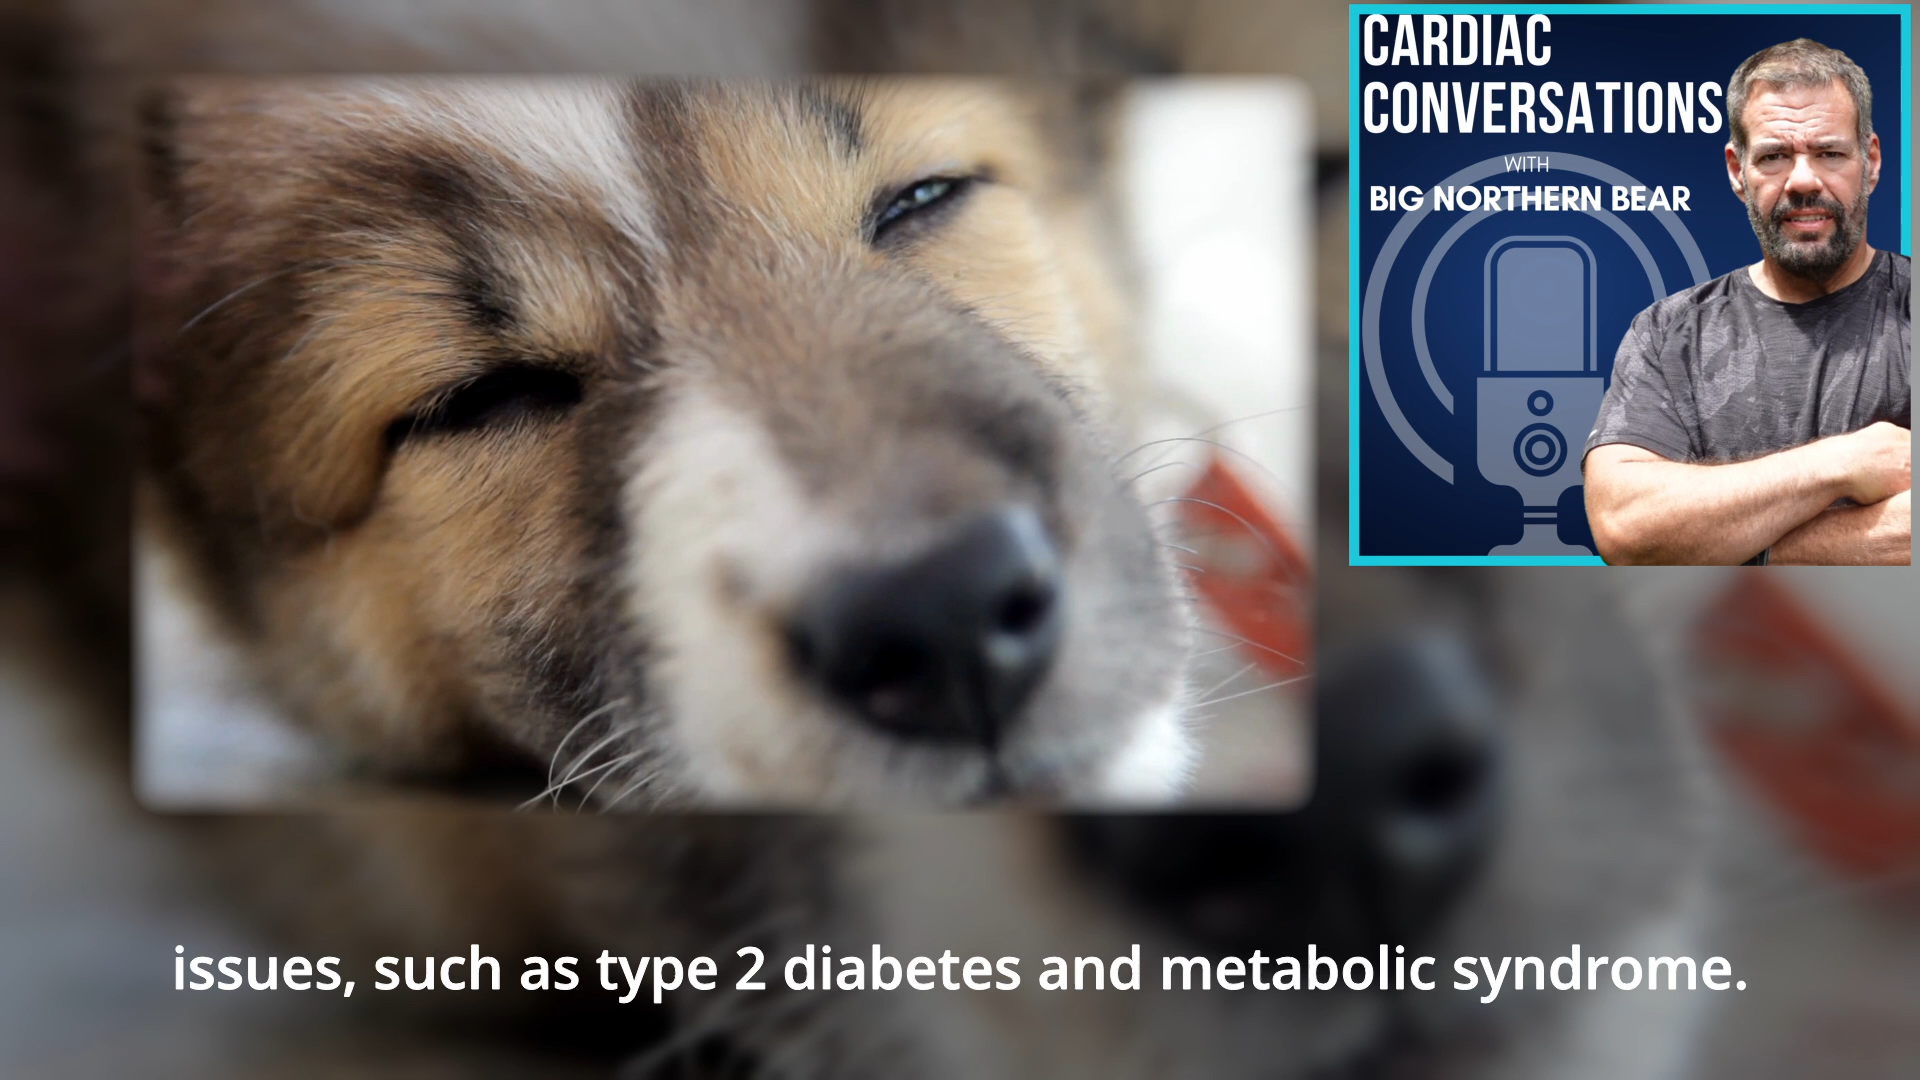 CARDIAC
CONVERSATIONS
WITH
BIG NORTHERN BEAR
issues, such as type 2 diabetes and metabolic syndrome.